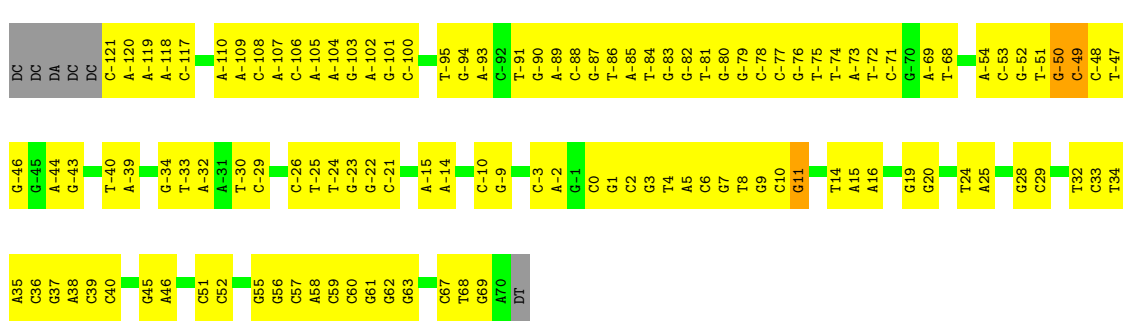 DC DC DA DC DC C-121 A-120 A-119 A-118 C-117 A-110 A-109 C-108 A-107 C-106 A-105 A-104 G-103 A-102 G-101 C-100 T-95 G-94 A-93 C-92 T-91 G-90 A-89 C-88 G-87 T-86 A-85 T-84 G-83 G-82 T-81 G-80 G-79 C-78 C-77 G-76 T-75 T-74 A-73 T-72 C-71 G-70 A-69 T-68 A-54 C-53 G-52 T-51 G-50 C-49 C-48 T-47
G-46 G-45 A-44 G-43 T-40 A-39 G-34 T-33 A-32 A-31 T-30 C-29 C-26 T-25 T-24 G-23 G-22 C-21 A-15 A-14 C-10 G-9 C-3 A-2 G-1 C0 G1 C2 G3 T4 A5 C6 G7 T8 G9 C10 G11 T14 A15 A16 G19 G20 T24 A25 G28 C29 T32 C33 T34
A35 C36 G37 A38 C39 C40 G45 A46 C51 C52 G55 G56 C57 A58 C59 C60 G61 G62 G63 C67 T68 G69 A70 DT